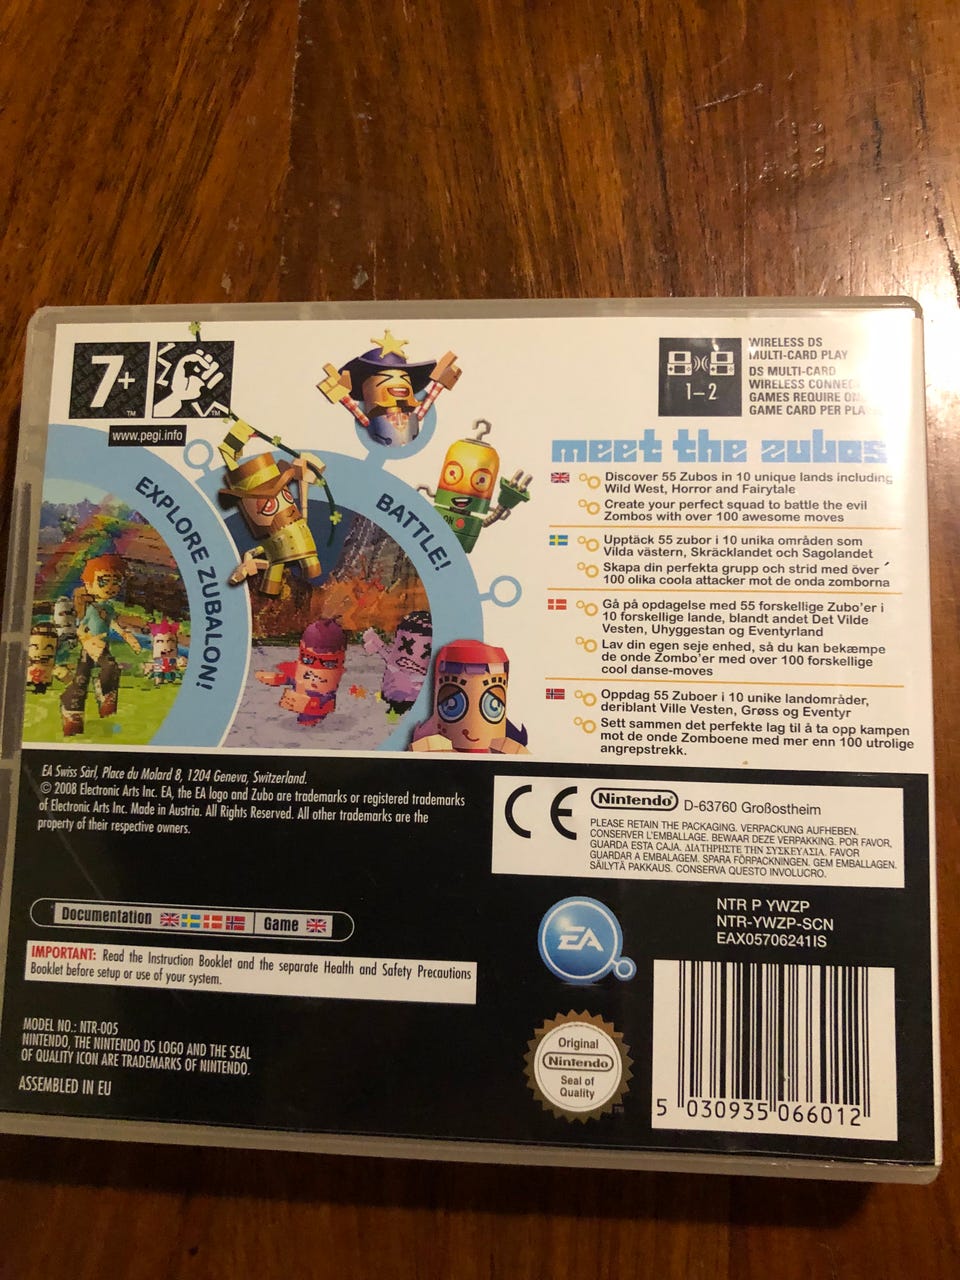 7+
TM
TM
www.pegi.info
EXPLORE ZUBALON!
BATTLE!
1-2
WIRELESS DS
MULTI-CARD PLAY
DS MULTI-CARD
WIRELESS
GAMES REQUIRE
GAME CARD PER
meet the zubos
Discover 55 Zubos in 10 unique lands including
Wild West, Horror and Fairytale
Create your perfect squad to battle the evil
Zombos with over 100 awesome moves
Upptäck 55 zubor i 10 unika områden som
Vilda västern, Skräcklandet och Sagolandet
Skapa din perfekta grupp och strid med över
100 olika coola attacker mot de onda zomborna
Gå på opdagelse med 55 forskellige Zubo'er i
10 forskellige lande, blandt andet Det Vilde
Vesten, Uhyggestan og Eventyrland
Lav din egen seje enhed, så du kan bekæmpe
de onde Zombo'er med over 100 forskellige
cool danse-moves
Oppdag 55 Zuboer i 10 unike landområder,
deriblant Ville Vesten, Grøss og Eventyr
Sett sammen det perfekte lag til å ta opp kampen
mot de onde Zomboene med mer enn 100 utrolige
angrepstrekk.
EA Swiss Sàrl, Place du Molard 8, 1204 Geneva, Switzerland.
© 2008 Electronic Arts Inc. EA, the EA logo and Zubo are trademarks or registered trademarks
of Electronic Arts Inc. Made in Austria. All Rights Reserved. All other trademarks are the
property of their respective owners.
CE
Nintendo D-63760 Großostheim
PLEASE RETAIN THE PACKAGING. VERPACKUNG AUFHEBEN.
CONSERVER L'EMBALLAGE. BEWAAR DEZE VERPAKKING. POR FAVOR,
GUARDA ESTA CAJA. ΔΙΑΤΗΡΗΣΤΕ ΤΗΝ ΣΥΣΚΕΥΑΣΙΑ. FAVOR
GUARDAR A EMBALAGEM. SPARA FÖRPACKNINGEN. GEM EMBALLAGEN.
SÄILYTÄ PAKKAUS. CONSERVA QUESTO INVOLUCRO.
Documentation Game
IMPORTANT: Read the Instruction Booklet and the separate Health and Safety Precautions
Booklet before setup or use of your system.
NTR P YWZP
NTR-YWZP-SCN
EAX05706241IS
EA
MODEL NO.: NTR-005
NINTENDO, THE NINTENDO DS LOGO AND THE SEAL
OF QUALITY ICON ARE TRADEMARKS OF NINTENDO.
ASSEMBLED IN EU
Original
Nintendo
Seal of
Quality
TM
5 030935 066012